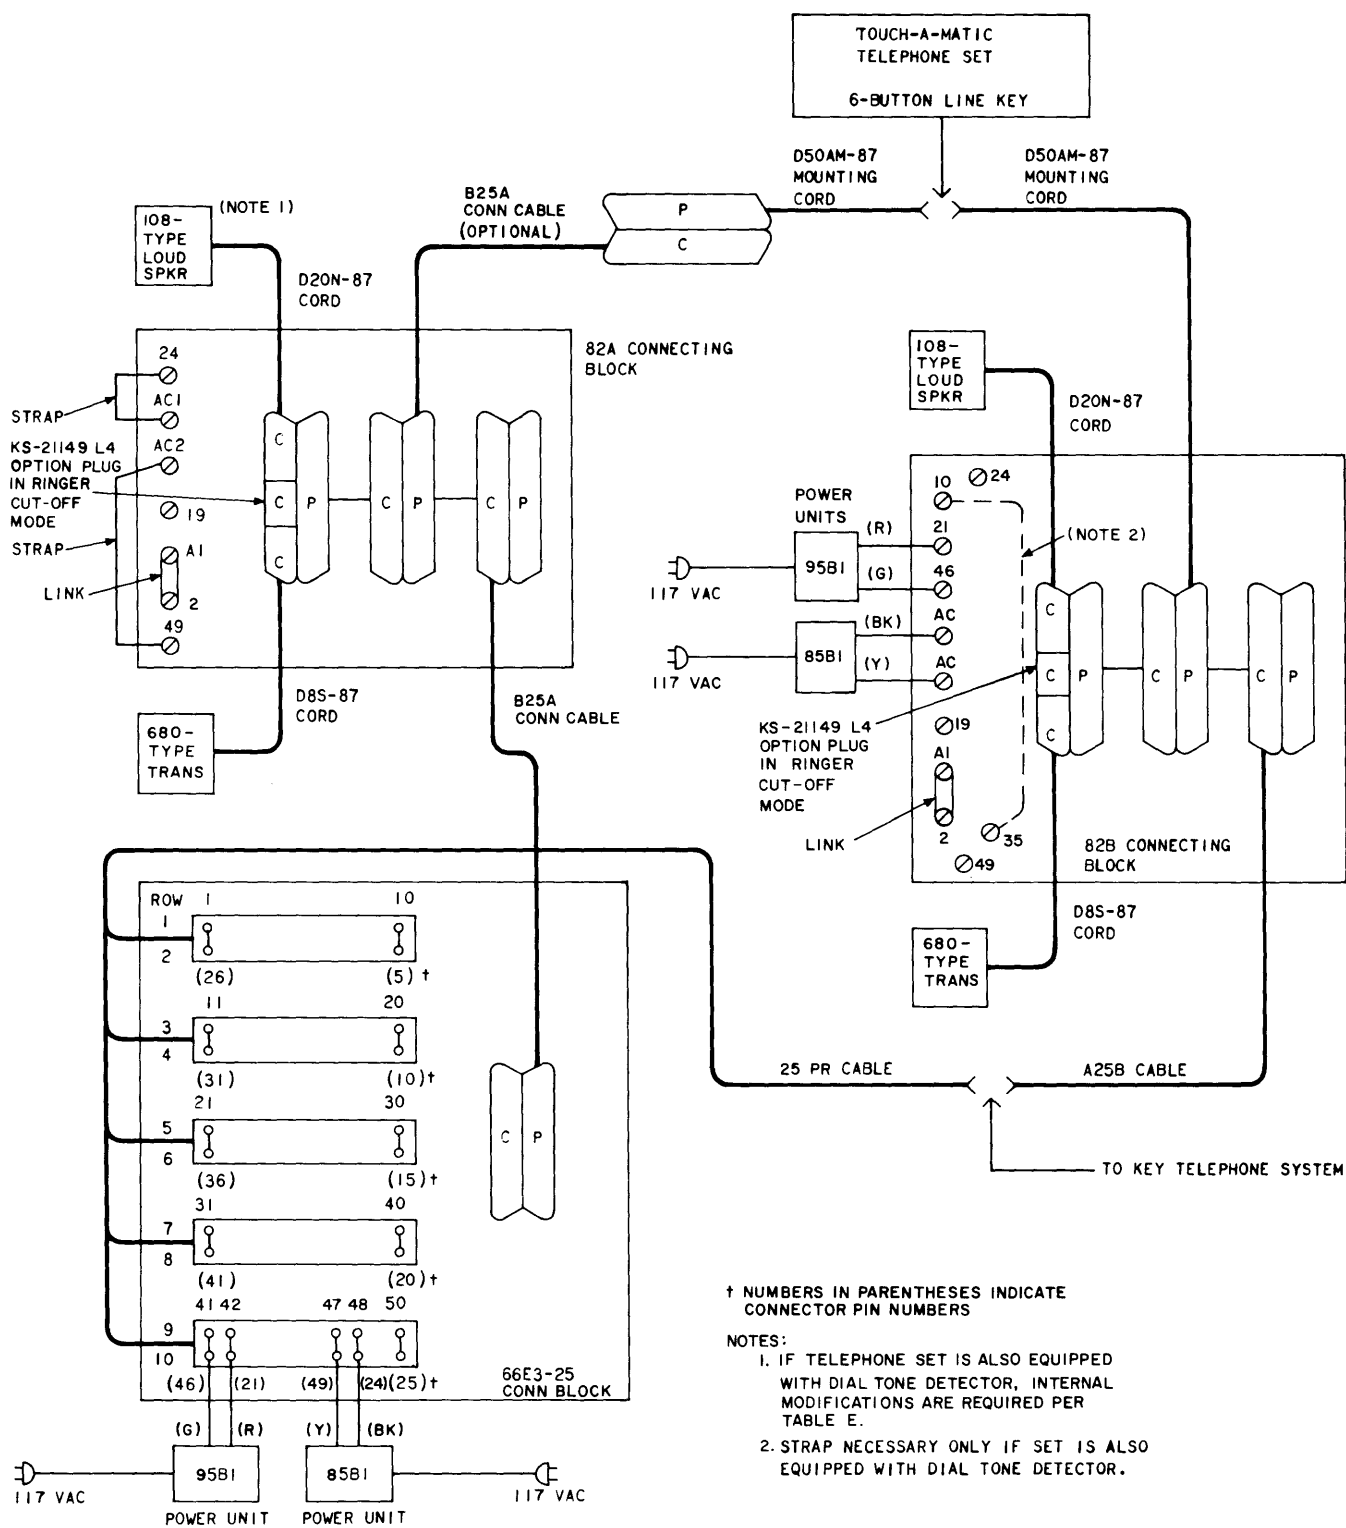 TOUCH-A-MATIC
TELEPHONE SET
6-BUTTON LINE KEY
D50AM-87
MOUNTING
CORD
D50AM-87
MOUNTING
CORD
B25A
CONN CABLE
(OPTIONAL)
P
C
108-
TYPE
LOUD
SPKR
(NOTE 1)
D20N-87
CORD
82A CONNECTING
BLOCK
24
AC1
STRAP
AC2
KS-21149 L4
OPTION PLUG
IN RINGER
CUT-OFF
MODE
19
STRAP
A1
LINK
2
49
C
C
P
C
C
P
C
P
D8S-87
CORD
680-
TYPE
TRANS
B25A
CONN CABLE
108-
TYPE
LOUD
SPKR
D20N-87
CORD
10
24
POWER
UNITS
(R)
21
(NOTE 2)
95B1
117 VAC
(G)
46
(BK)
AC
85B1
117 VAC
(Y)
AC
C
C
P
C
C
P
C
P
KS-21149 L4
OPTION PLUG
IN RINGER
CUT-OFF
MODE
19
A1
LINK
2
35
49
82B CONNECTING
BLOCK
D8S-87
CORD
680-
TYPE
TRANS
ROW
1
10
1
2
(26)
(5) †
11
20
3
4
(31)
(10)†
21
30
5
6
(36)
(15)†
31
40
7
8
(41)
(20)†
41 42
47 48
50
9
10
(46)
(21)
(49)
(24)
(25)†
C
P
66E3-25
CONN BLOCK
(G)
(R)
(Y)
(BK)
95B1
85B1
117 VAC
117 VAC
POWER UNIT
POWER UNIT
25 PR CABLE
A25B CABLE
TO KEY TELEPHONE SYSTEM
† NUMBERS IN PARENTHESES INDICATE
CONNECTOR PIN NUMBERS
NOTES:
1. IF TELEPHONE SET IS ALSO EQUIPPED
WITH DIAL TONE DETECTOR, INTERNAL
MODIFICATIONS ARE REQUIRED PER
TABLE E.
2. STRAP NECESSARY ONLY IF SET IS ALSO
EQUIPPED WITH DIAL TONE DETECTOR.